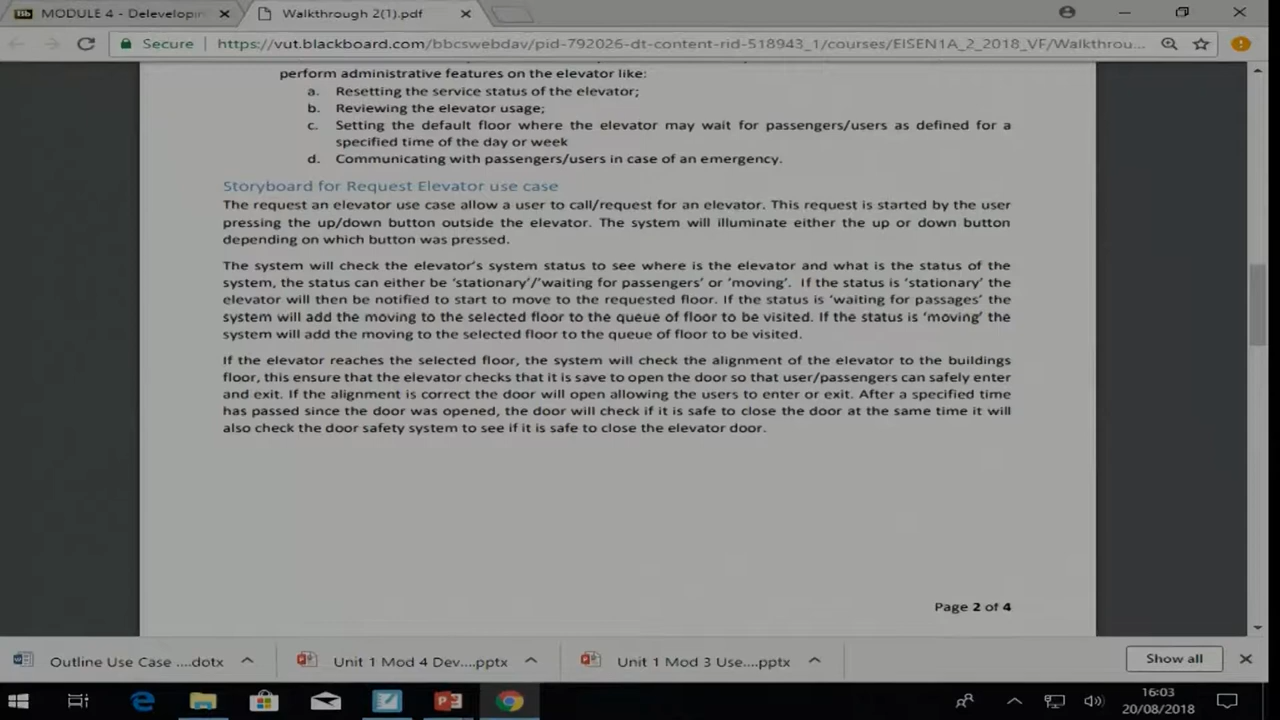 MODULE 4 - Delevelopin
Walkthrough 2(1).pdf
Secure
https://vut.blackboard.com/bbcswebdav/pid-792026-dt-content-rid-518943_1/courses/EISEN1A_2_2018_VF/Walkthrou...
perform administrative features on the elevator like:
a. Resetting the service status of the elevator;
b. Reviewing the elevator usage;
c. Setting the default floor where the elevator may wait for passengers/users as defined for a
specified time of the day or week
d. Communicating with passengers/users in case of an emergency.
Storyboard for Request Elevator use case
The request an elevator use case allow a user to call/request for an elevator. This request is started by the user
pressing the up/down button outside the elevator. The system will illuminate either the up or down button
depending on which button was pressed.
The system will check the elevator's system status to see where is the elevator and what is the status of the
system, the status can either be 'stationary'/'waiting for passengers' or 'moving'. If the status is 'stationary' the
elevator will then be notified to start to move to the requested floor. If the status is 'waiting for passages' the
system will add the moving to the selected floor to the queue of floor to be visited. If the status is 'moving' the
system will add the moving to the selected floor to the queue of floor to be visited.
If the elevator reaches the selected floor, the system will check the alignment of the elevator to the buildings
floor, this ensure that the elevator checks that it is save to open the door so that user/passengers can safely enter
and exit. If the alignment is correct the door will open allowing the users to enter or exit. After a specified time
has passed since the door was opened, the door will check if it is safe to close the door at the same time it will
also check the door safety system to see if it is safe to close the elevator door.
Page 2 of 4
Outline Use Case ....dotx
Unit 1 Mod 4 Dev....pptx
Unit 1 Mod 3 Use....pptx
Show all
16:03
20/08/2018